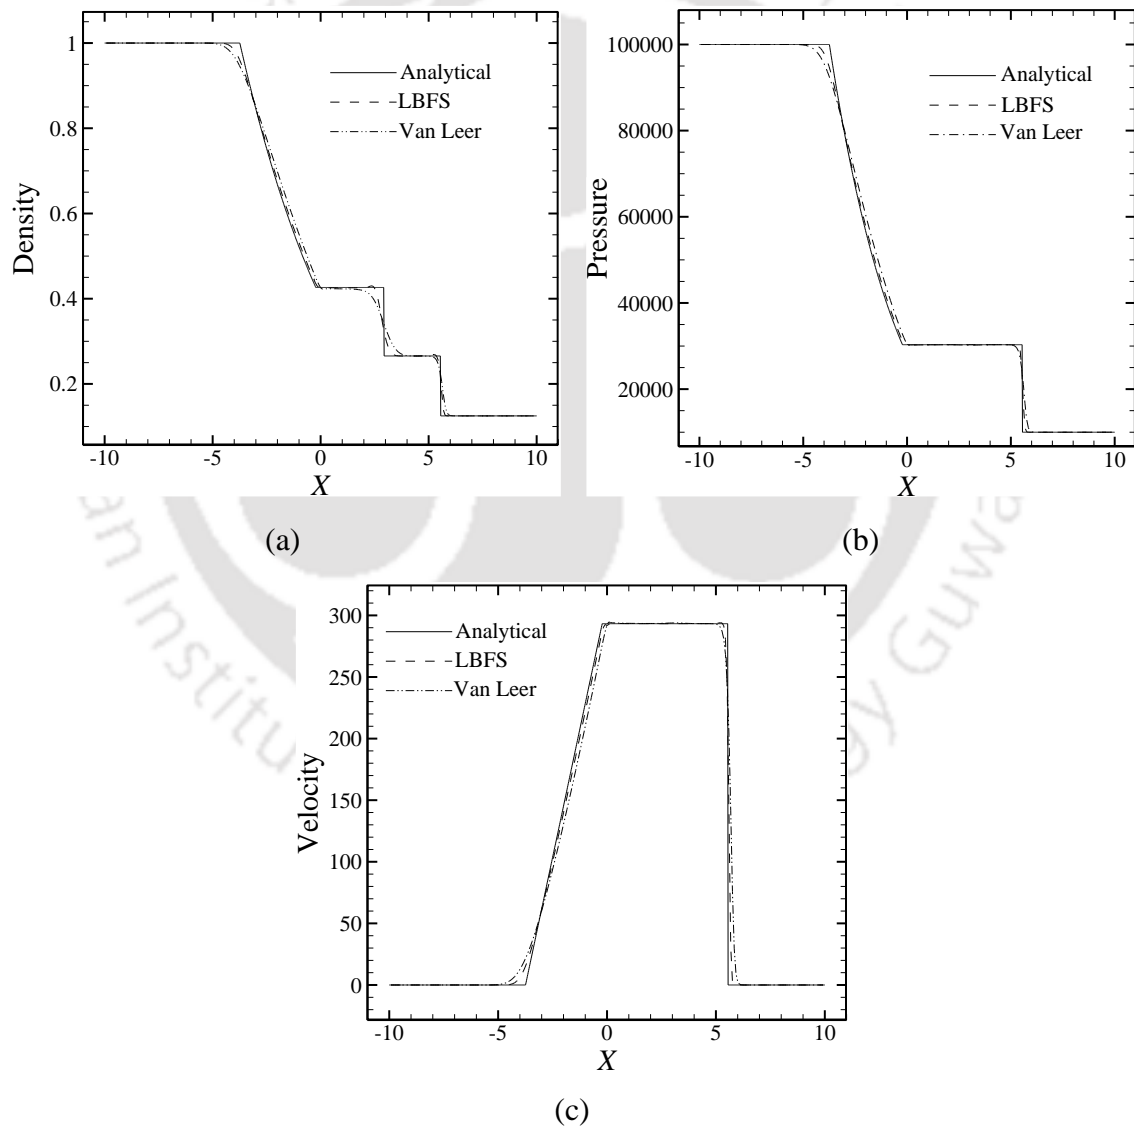 Density
1
0.8
0.6
0.4
0.2
Analytical
LBFS
Van Leer
-10 -5 0 5 10
X
(a)
Pressure
100000
80000
60000
40000
20000
Analytical
LBFS
Van Leer
-10 -5 0 5 10
X
(b)
Velocity
300
250
200
150
100
50
0
Analytical
LBFS
Van Leer
-10 -5 0 5 10
X
(c)